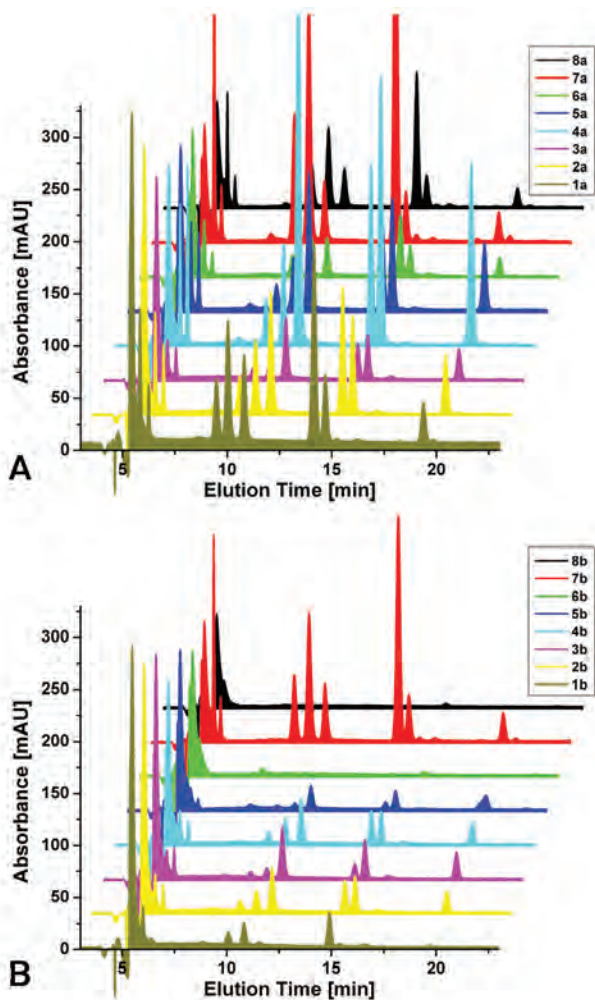 8a
7a
6a
5a
4a
3a
2a
1a
Absorbance [mAU]
300
250
200
150
100
50
0
5
10
15
20
Elution Time [min]
A
8b
7b
6b
5b
4b
3b
2b
1b
Absorbance [mAU]
300
250
200
150
100
50
0
5
10
15
20
Elution Time [min]
B